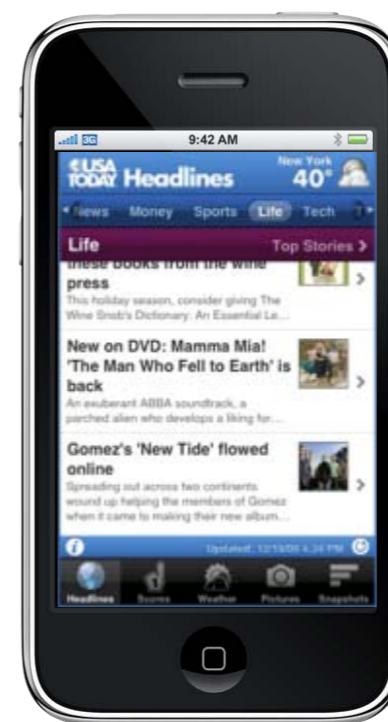 3G 9:42 AM
USA TODAY Headlines New York 40°
News Money Sports Life Tech
Life Top Stories >
these books from the wine
press
This holiday season, consider giving The
Wine Snob's Dictionary: An Essential Le...
New on DVD: Mamma Mia!
'The Man Who Fell to Earth' is
back
An exuberant ABBA soundtrack, a
parched alien who develops a liking for...
Gomez's 'New Tide' flowed
online
Spreading out across two continents
wound up helping the members of Gomez
when it came to making their new album...
Updated: 4:34 PM
Headlines Scores Weather Pictures Snapshots